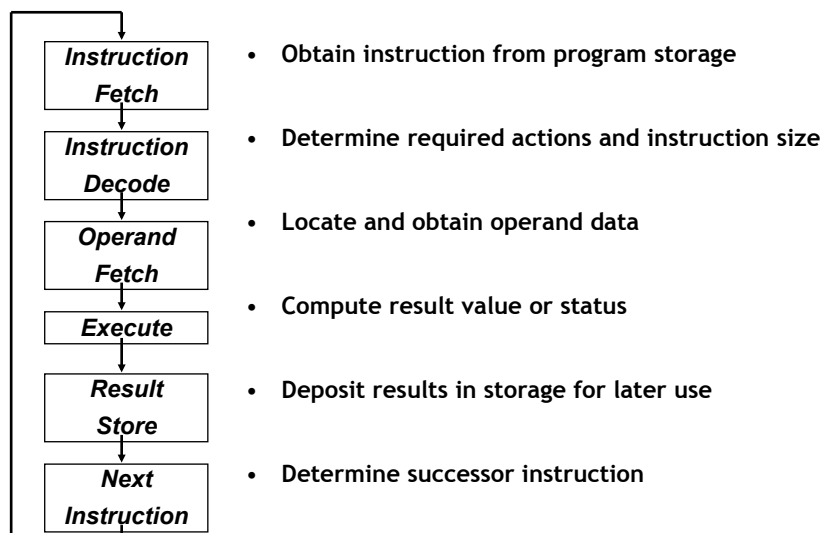 Instruction
Fetch
• Obtain instruction from program storage
Instruction
Decode
• Determine required actions and instruction size
Operand
Fetch
• Locate and obtain operand data
Execute
• Compute result value or status
Result
Store
• Deposit results in storage for later use
Next
Instruction
• Determine successor instruction